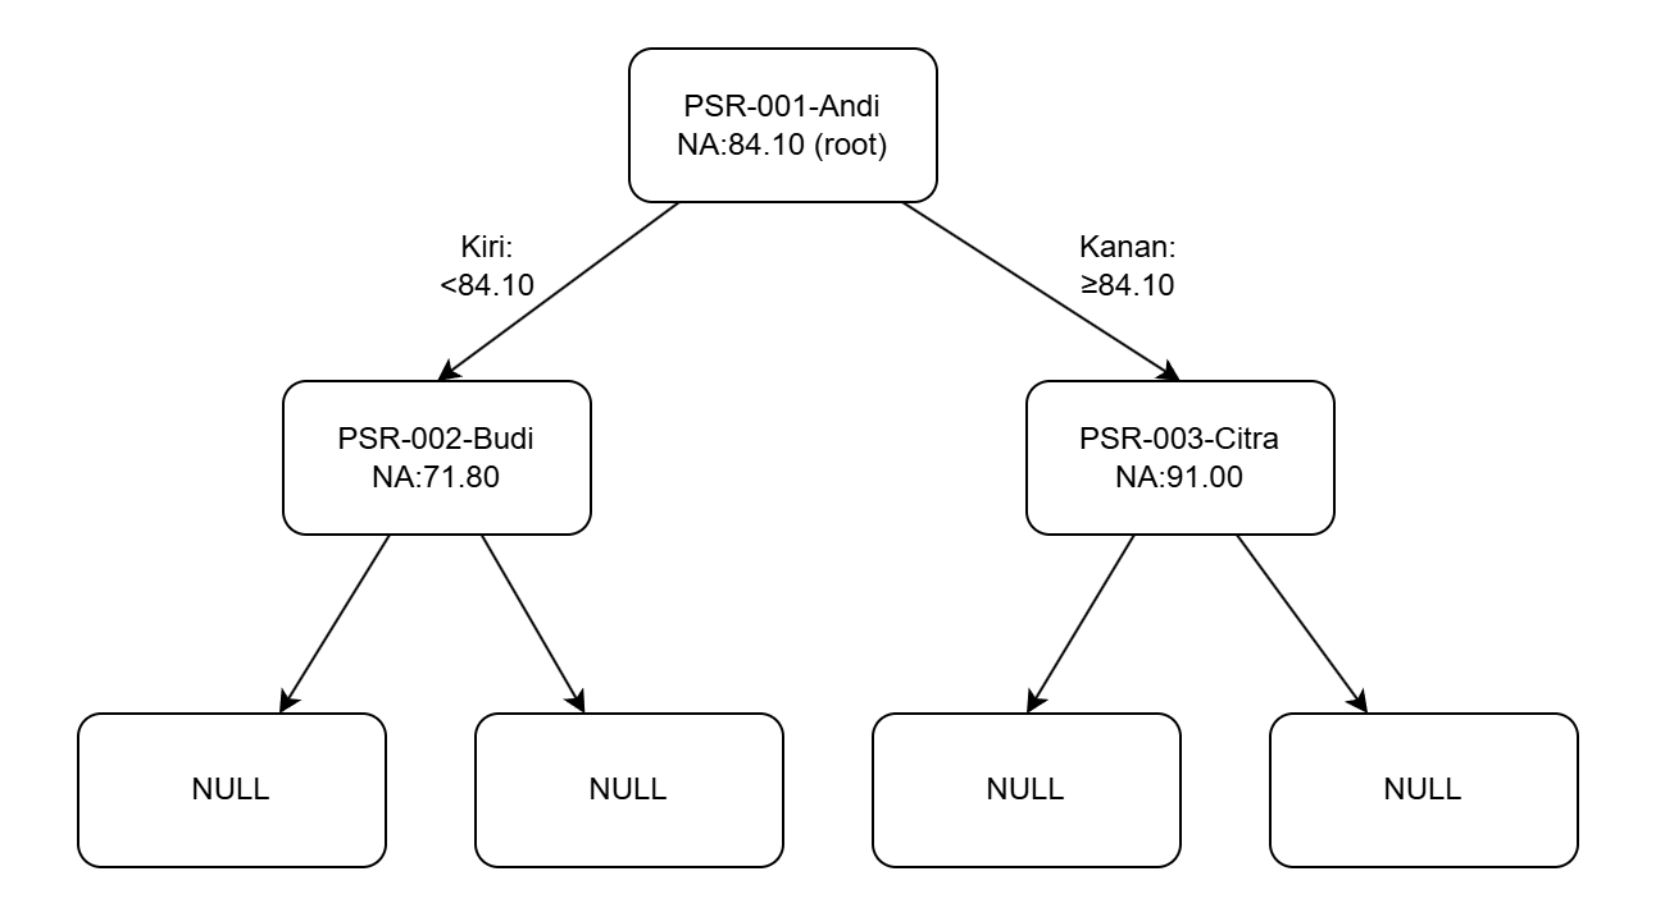 PSR-001-Andi
NA:84.10 (root)
Kiri:
<84.10
Kanan:
≥84.10
PSR-002-Budi
NA:71.80
PSR-003-Citra
NA:91.00
NULL
NULL
NULL
NULL